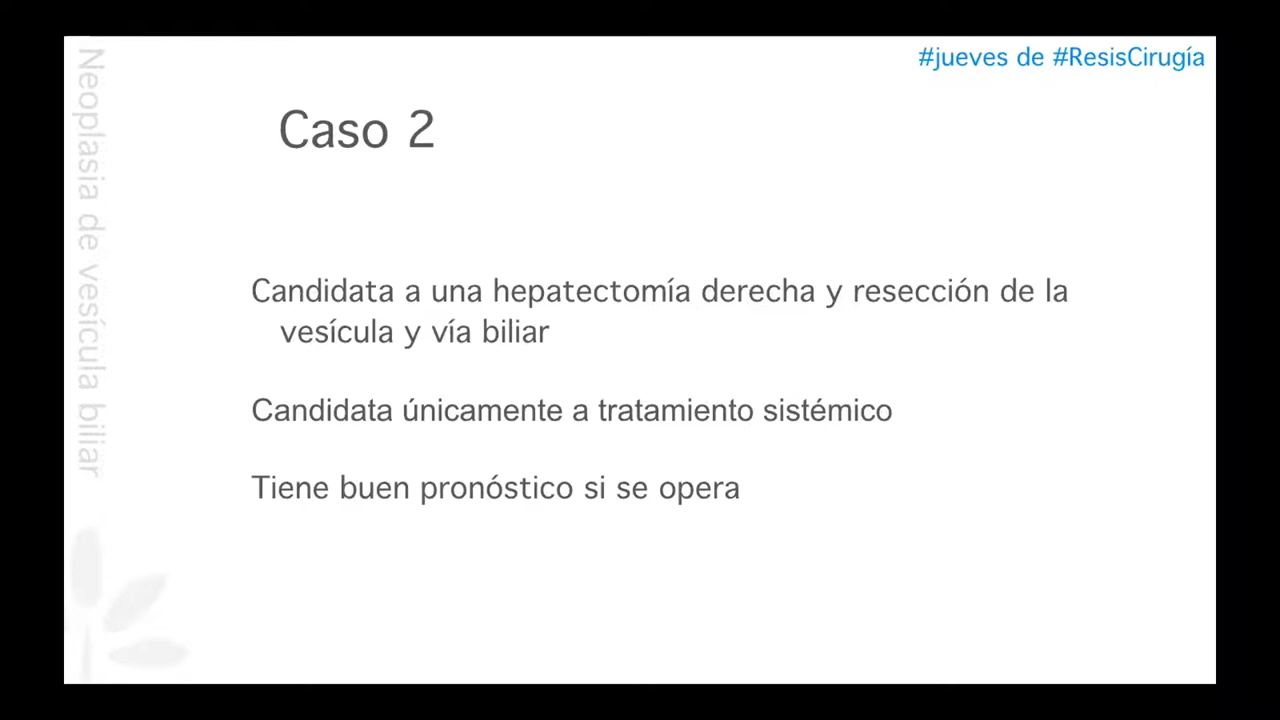 Neoplasia de vesícula biliar
#jueves de #ResisCirugía
Caso 2
Candidata a una hepatectomía derecha y resección de la
vesícula y vía biliar
Candidata únicamente a tratamiento sistémico
Tiene buen pronóstico si se opera